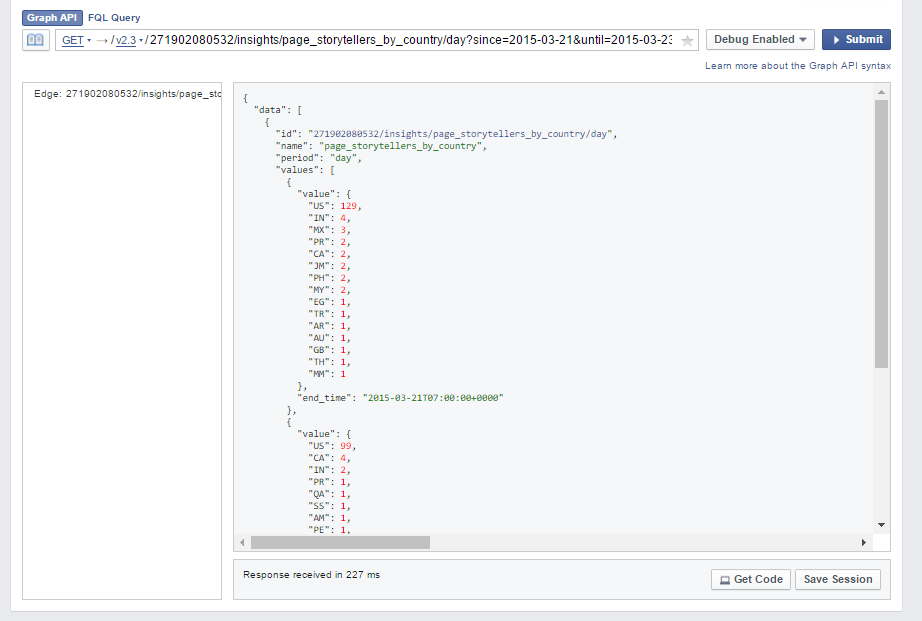 Graph API FQL Query
GET → /v2.3 /271902080532/insights/page_storytellers_by_country/day?since=2015-03-21&until=2015-03-23 Debug Enabled Submit
Learn more about the Graph API syntax
Edge: 271902080532/insights/page_sto
{
"data": [
{
"id": "271902080532/insights/page_storytellers_by_country/day",
"name": "page_storytellers_by_country",
"period": "day",
"values": [
{
"value": {
"US": 129,
"IN": 4,
"MX": 3,
"PR": 2,
"CA": 2,
"JM": 2,
"PH": 2,
"MY": 2,
"EG": 1,
"TR": 1,
"AR": 1,
"AU": 1,
"GB": 1,
"TH": 1,
"MM": 1
},
"end_time": "2015-03-21T07:00:00+0000"
},
{
"value": {
"US": 99,
"CA": 4,
"IN": 2,
"PR": 1,
"QA": 1,
"SS": 1,
"AM": 1,
"PE": 1,
Response received in 227 ms
Get Code Save Session